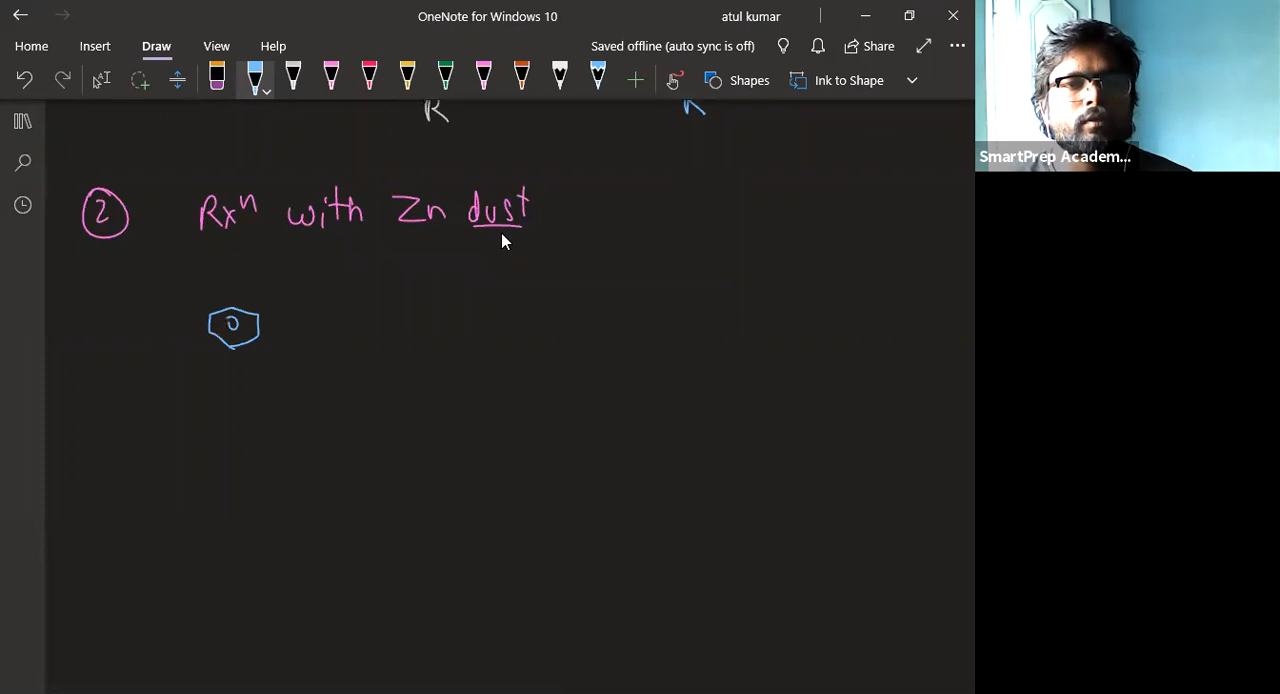 OneNote for Windows 10
atul kumar
Home Insert Draw View Help
Saved offline (auto sync is off)
Share
Shapes
Ink to Shape
SmartPrep Academ...
R
R
2 Rxn with Zn dust